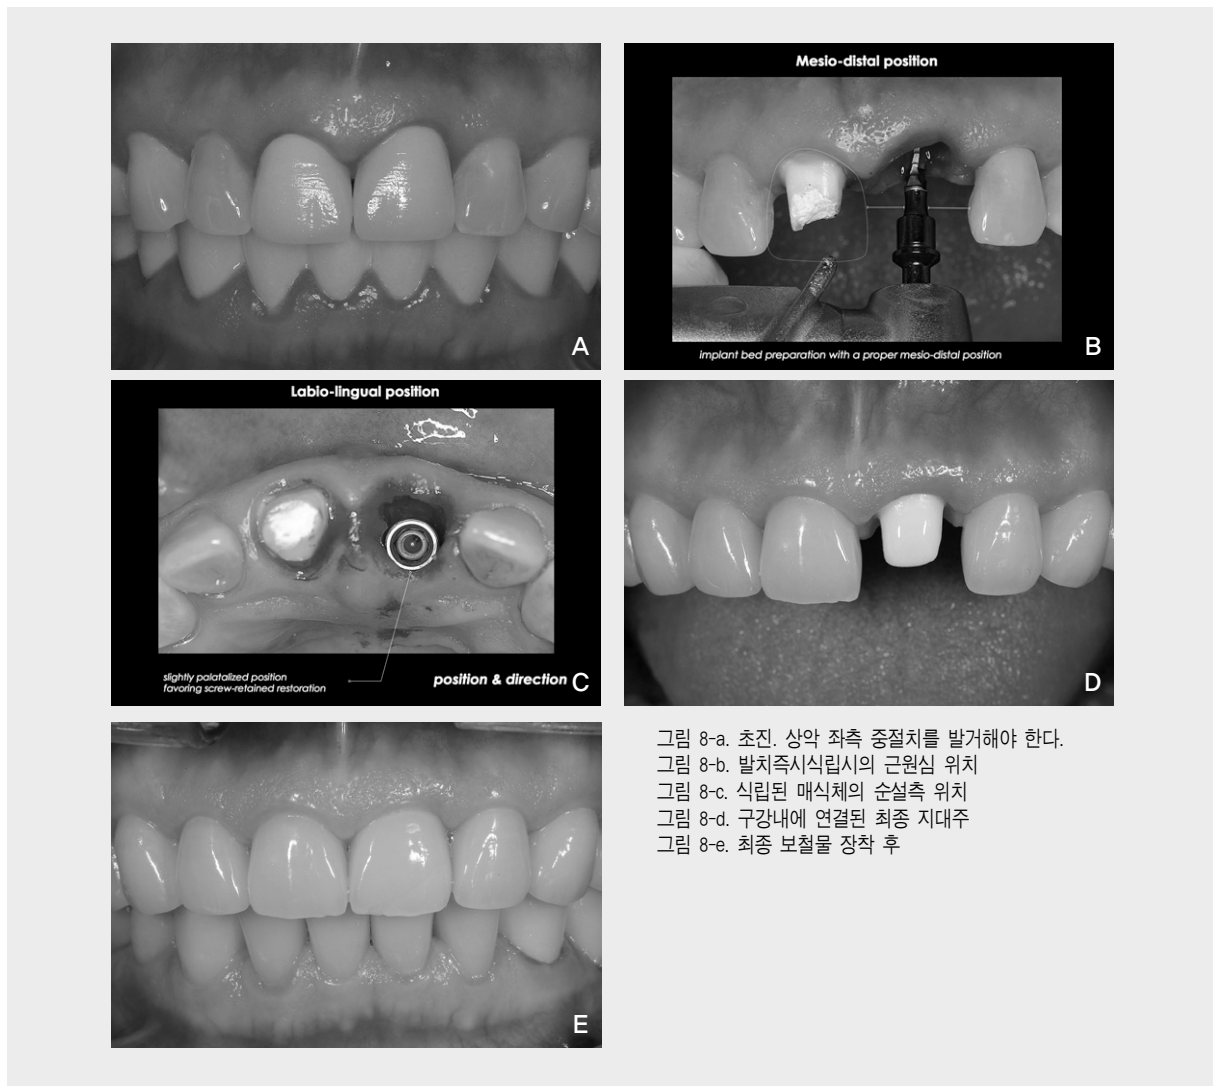 A
Mesio-distal position
implant bed preparation with a proper mesio-distal position
B
Labio-lingual position
slightly palatalized position
favoring screw-retained restoration
position & direction
C
D
E
그림 8-a. 초진. 상악 좌측 중절치를 발거해야 한다.
그림 8-b. 발치즉시식립시의 근원심 위치
그림 8-c. 식립된 매식체의 순설측 위치
그림 8-d. 구강내에 연결된 최종 지대주
그림 8-e. 최종 보철물 장착 후